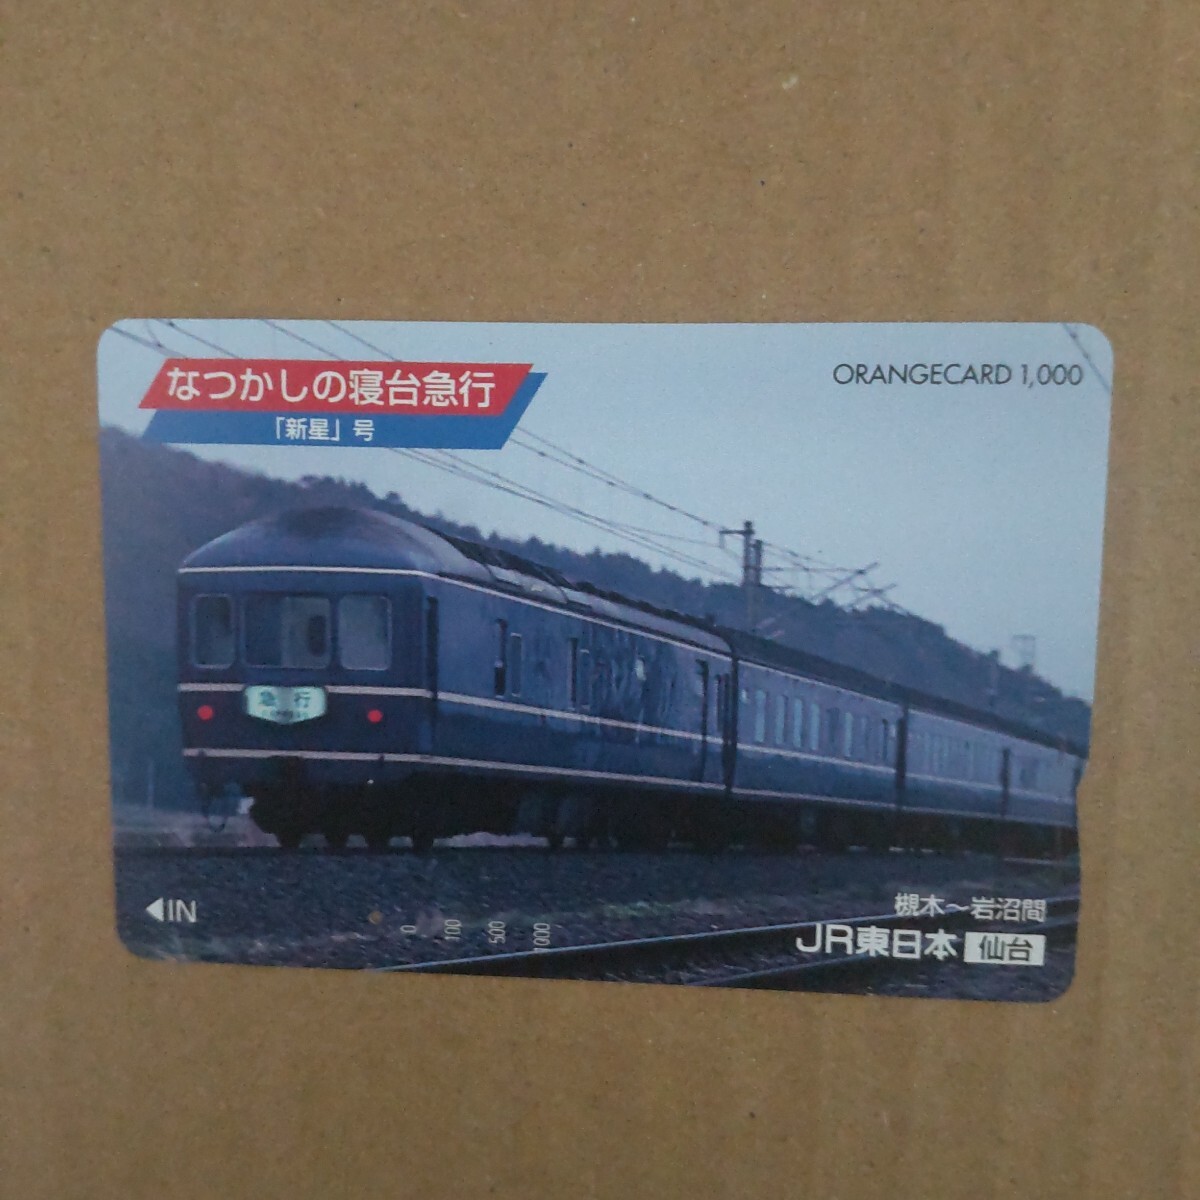 なつかしの寝台急行
「新星」号
ORANGECARD 1,000
急行
◀IN
0 100 500 1000
槻木～岩沼間
JR東日本 仙台